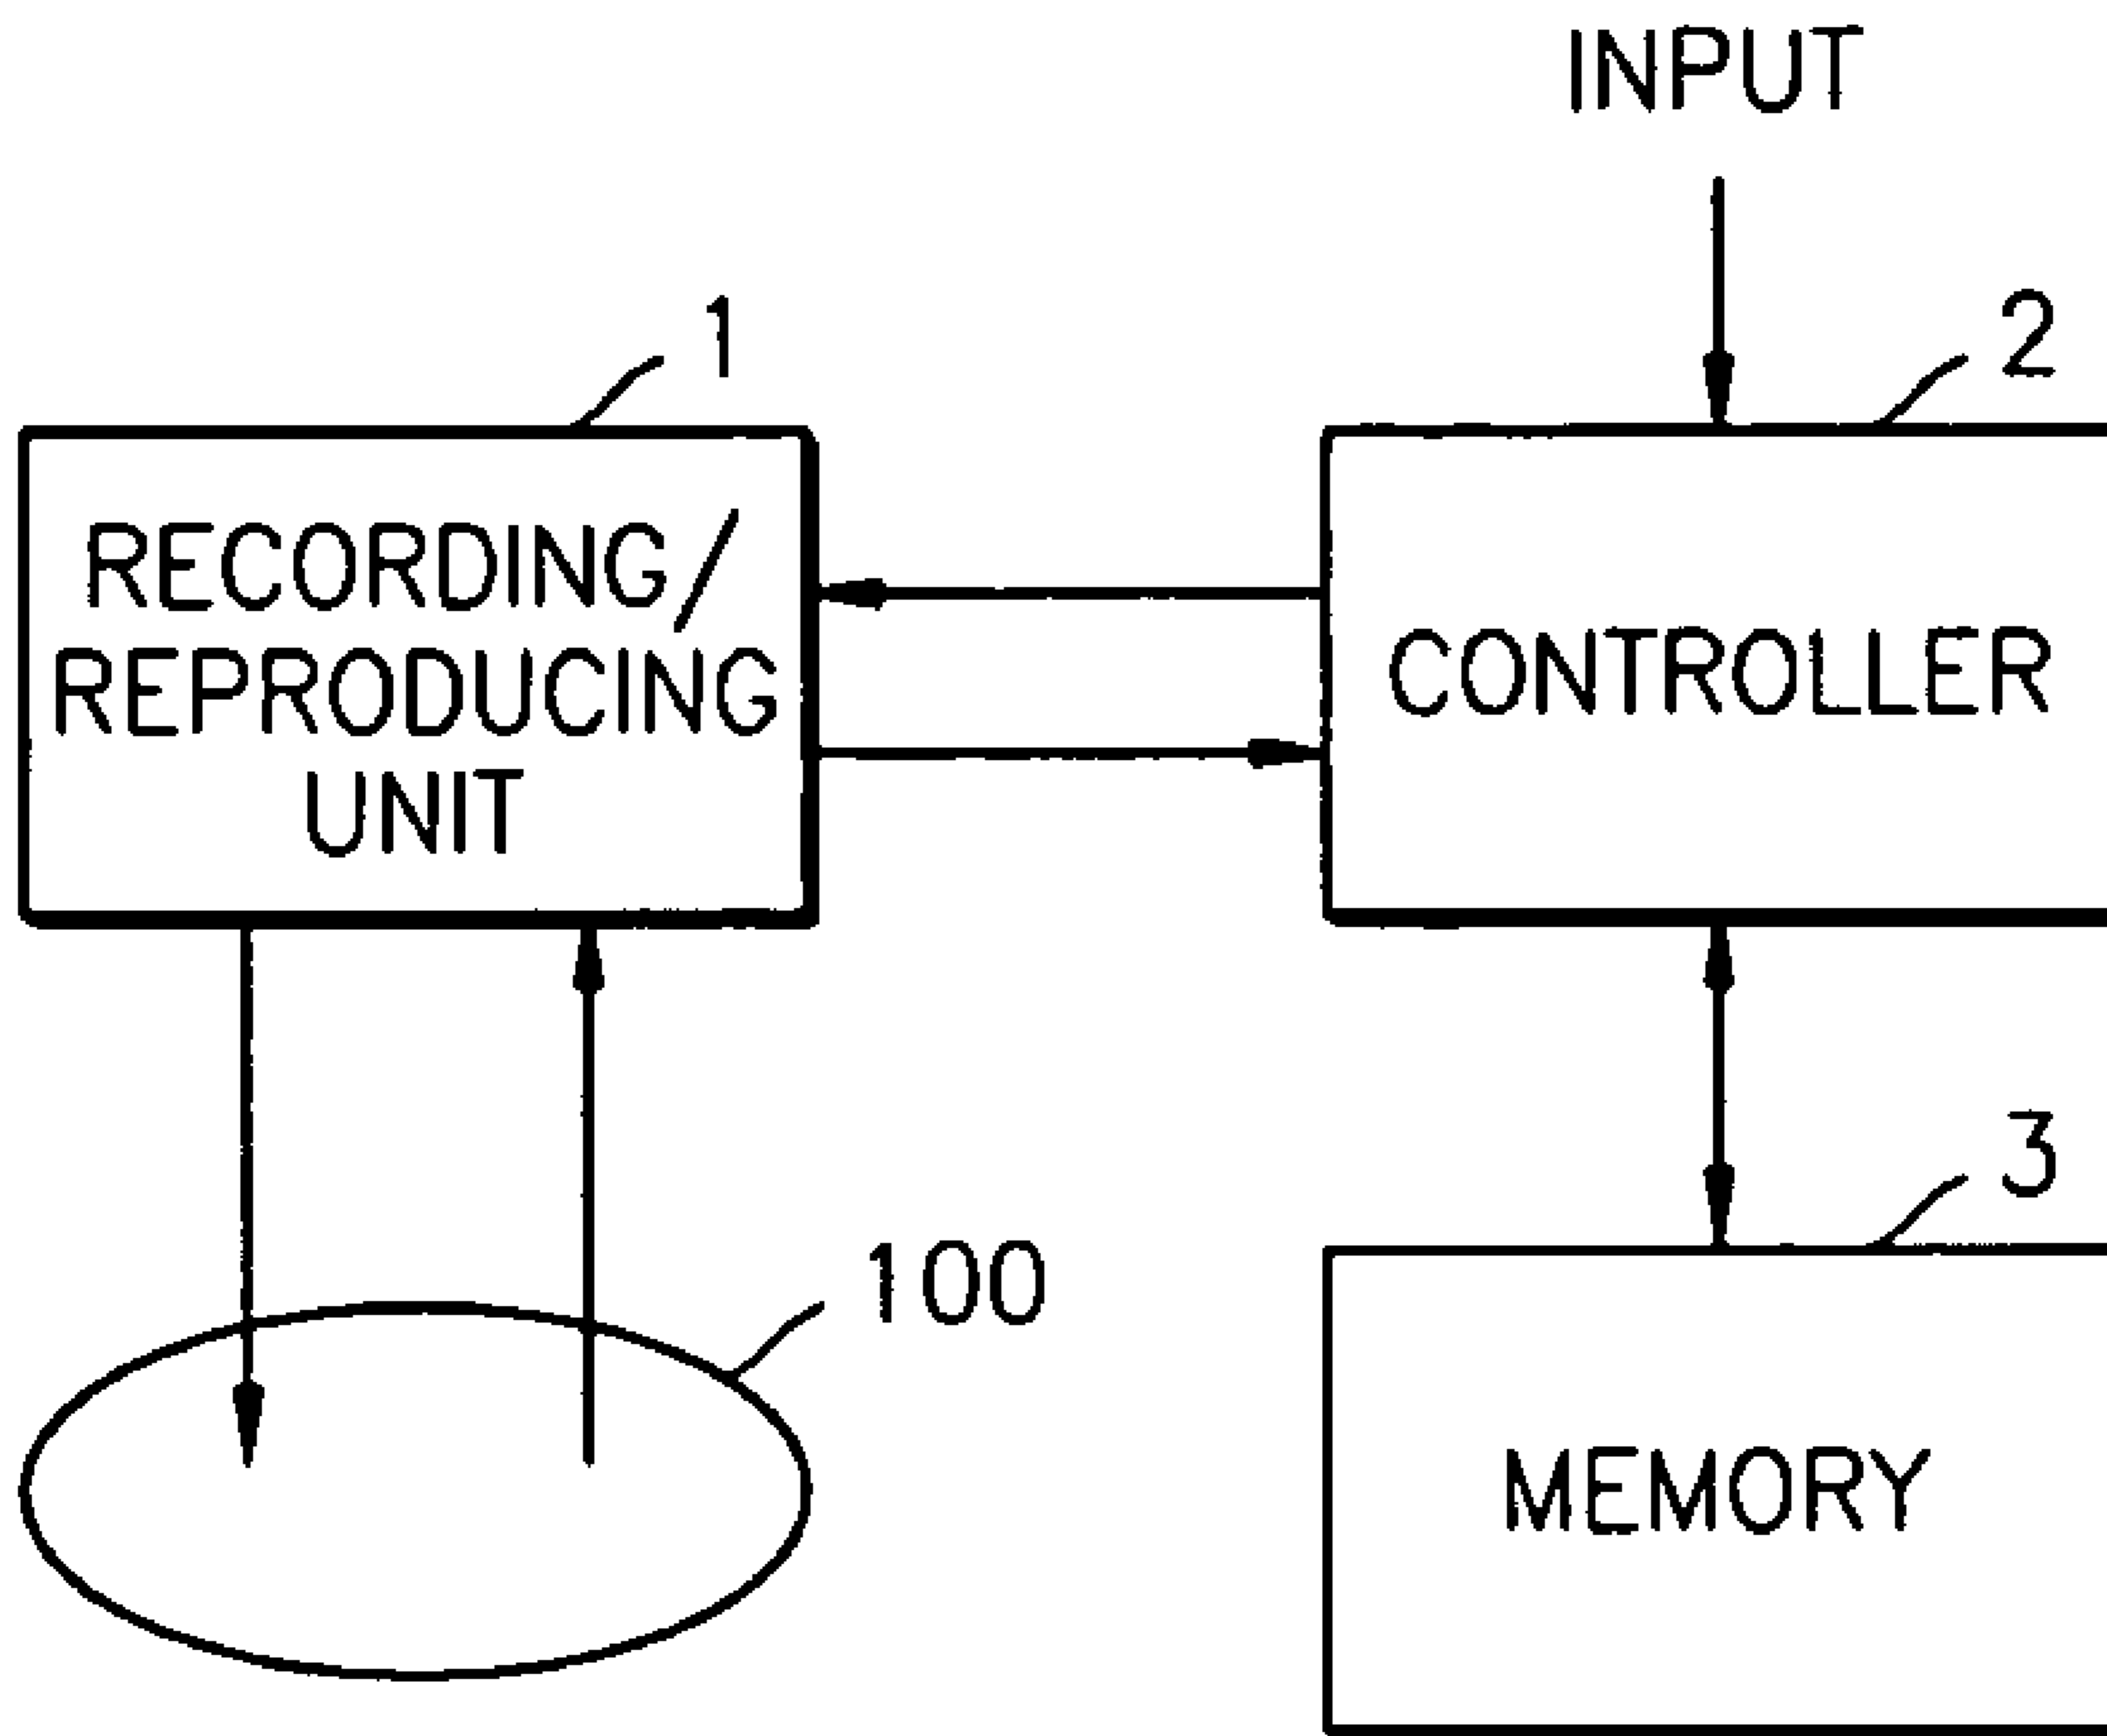 INPUT
1
2
RECORDING/
REPRODUCING
UNIT
CONTROLLER
3
100
MEMORY